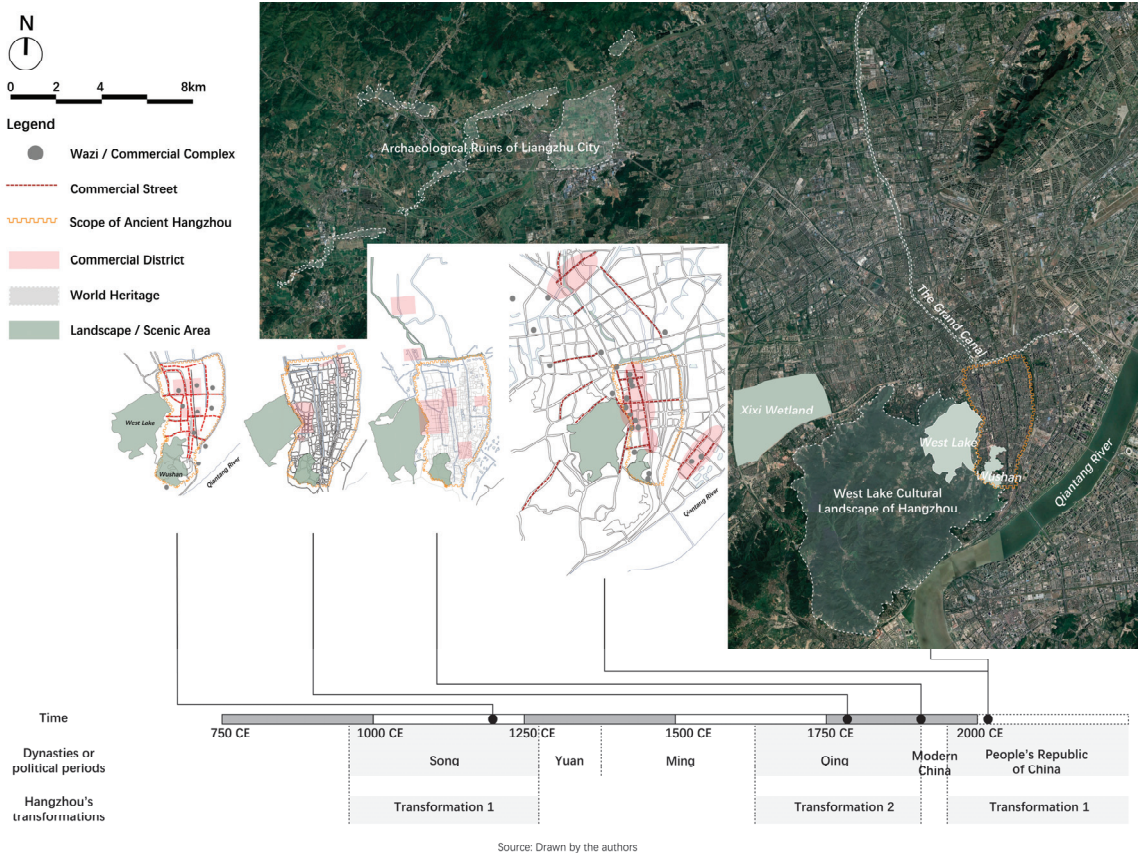 N
0 2 4 8km
Legend
Wazi / Commercial Complex
Commercial Street
Scope of Ancient Hangzhou
Commercial District
World Heritage
Landscape / Scenic Area
Archaeological Ruins of Liangzhu City
The Grand Canal
Xixi Wetland
West Lake
Wushan
Qiantang River
West Lake Cultural
Landscape of Hangzhou
West Lake
Wushan
Qiantang River
Qiantang River
Time
750 CE 1000 CE 1250 CE 1500 CE 1750 CE 2000 CE
Dynasties or
political periods
Song Yuan Ming Qing Modern
China People's Republic
of China
Hangzhou's
transformations
Transformation 1 Transformation 2 Transformation 1
Source: Drawn by the authors